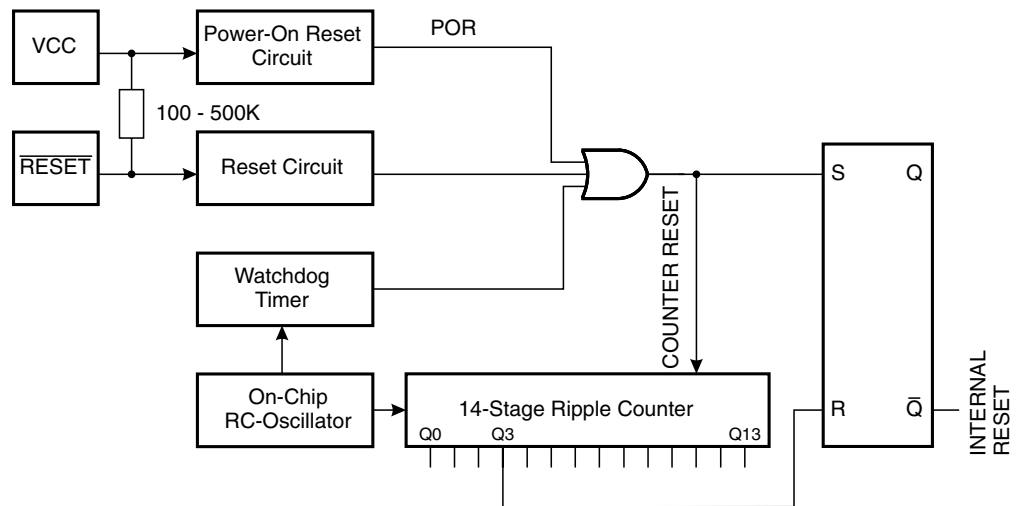 VCC
Power-On Reset
Circuit
POR
100 - 500K
RESET
Reset Circuit
S
Q
COUNTER RESET
Watchdog
Timer
On-Chip
RC-Oscillator
14-Stage Ripple Counter
Q0
Q3
Q13
R
Q̅
INTERNAL
RESET